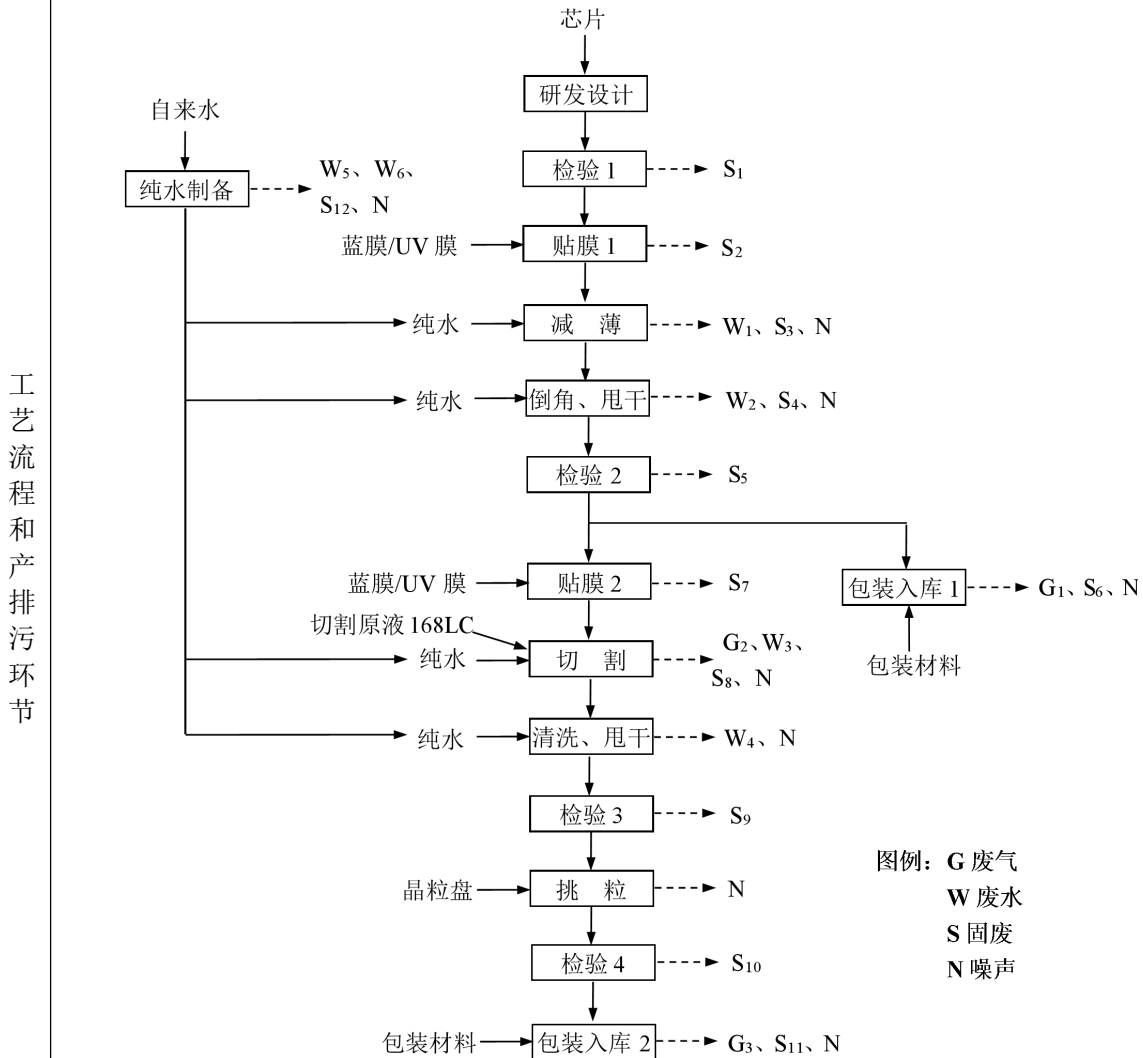 芯片
研发设计
自来水
检验 1
S₁
纯水制备
W₅、W₆、
S₁₂、N
蓝膜/UV 膜
贴膜 1
S₂
纯水
减 薄
W₁、S₃、N
纯水
倒角、甩干
W₂、S₄、N
检验 2
S₅
蓝膜/UV 膜
贴膜 2
S₇
包装入库 1
G₁、S₆、N
切割原液 168LC
纯水
切 割
G₂、W₃、
S₈、N
包装材料
纯水
清洗、甩干
W₄、N
检验 3
S₉
晶粒盘
挑 粒
N
检验 4
S₁₀
包装材料
包装入库 2
G₃、S₁₁、N
图例：G 废气
W 废水
S 固废
N 噪声
工
艺
流
程
和
产
排
污
环
节